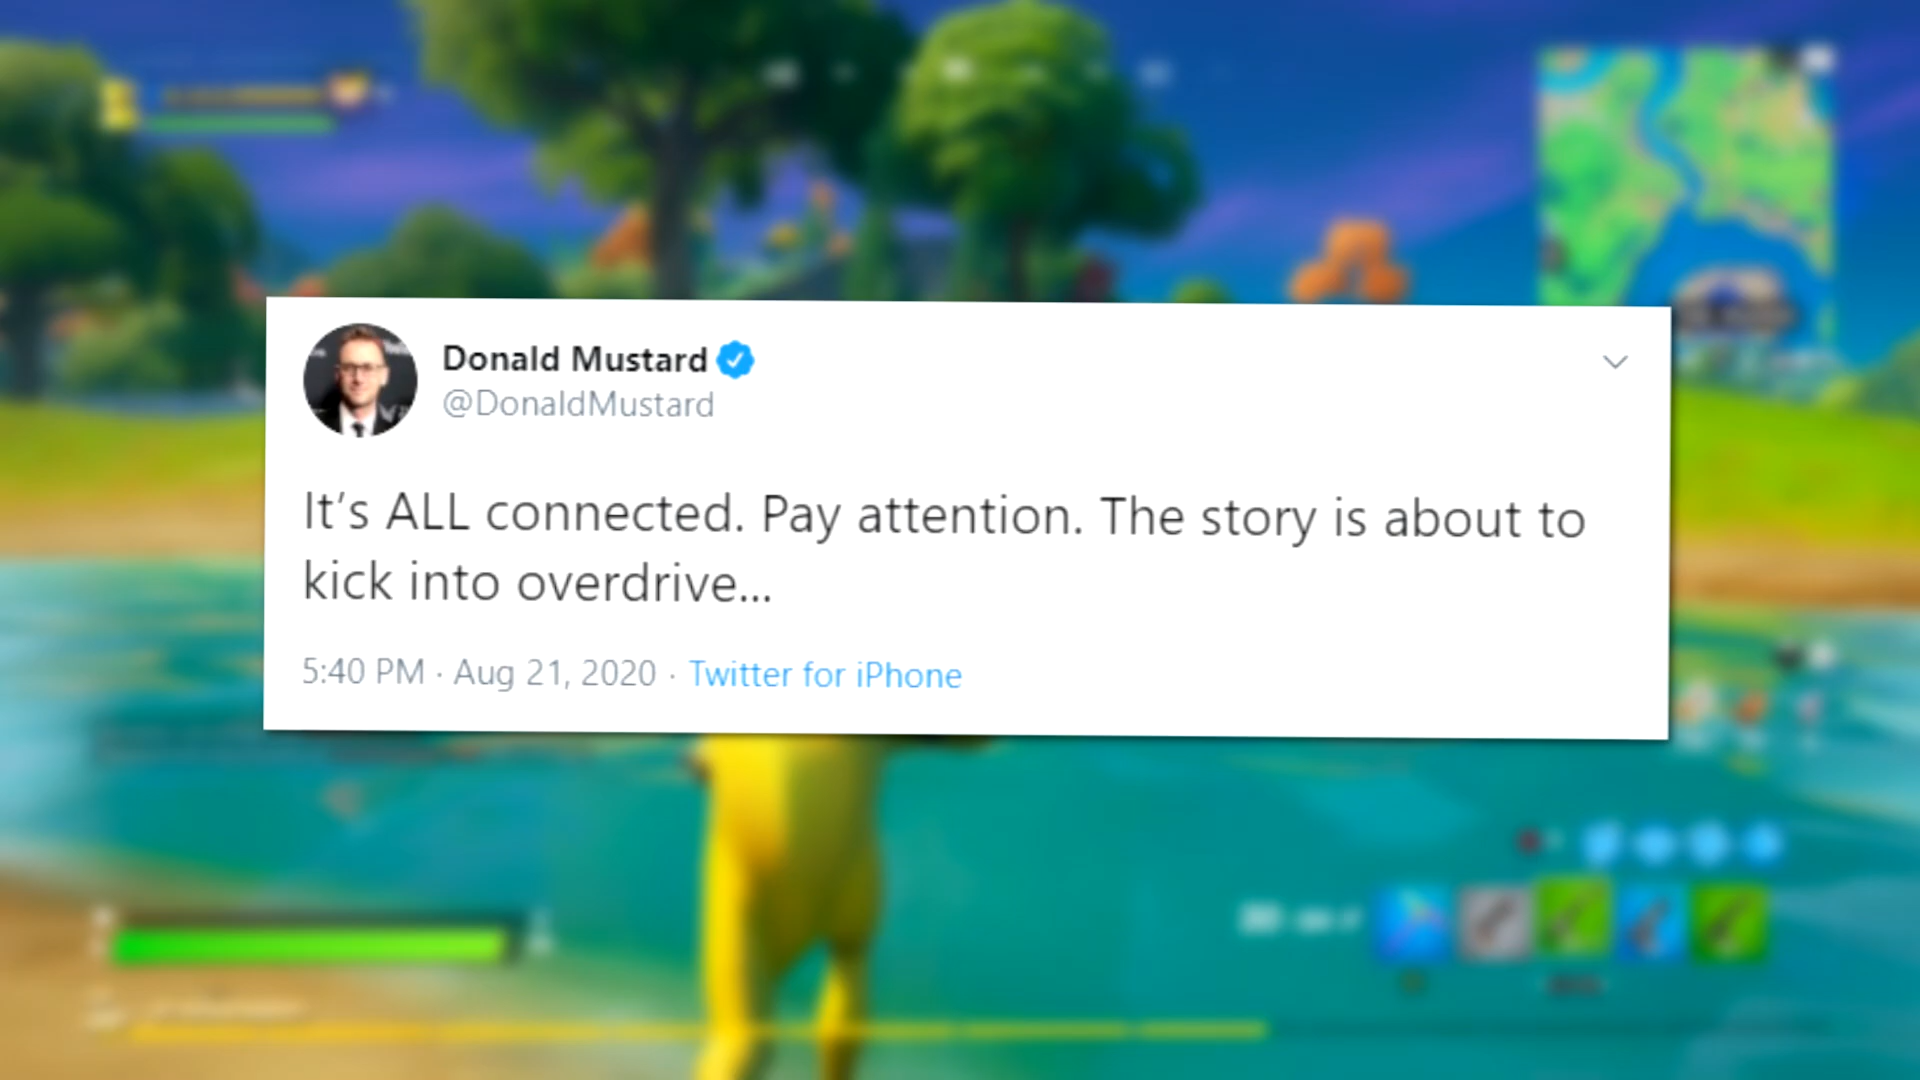 Donald Mustard
@DonaldMustard
It’s ALL connected. Pay attention. The story is about to
kick into overdrive...
5:40 PM · Aug 21, 2020 · Twitter for iPhone